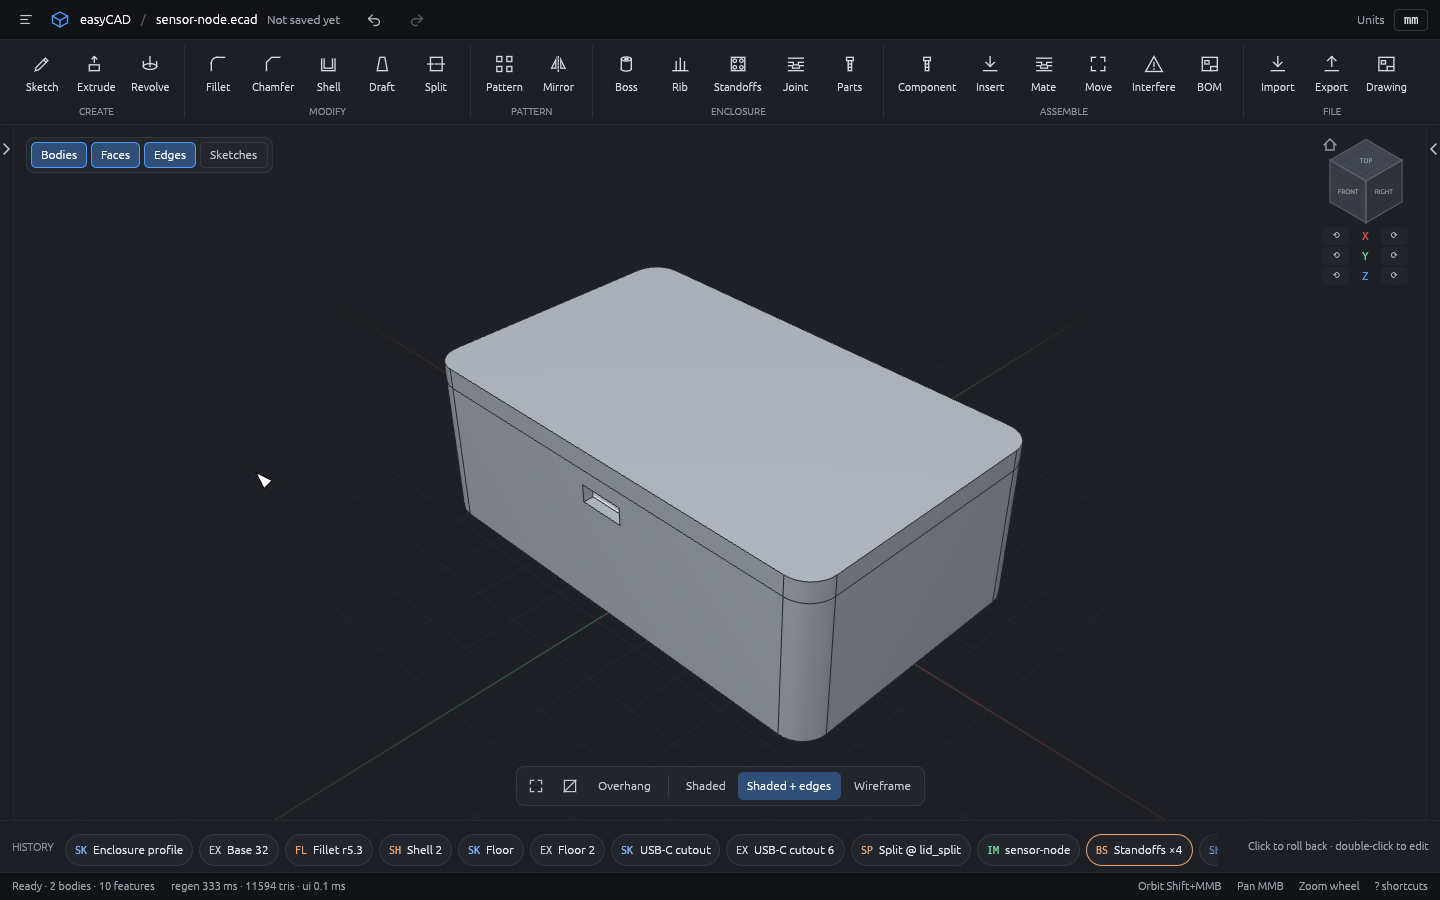 easyCAD / sensor-node.ecad Not saved yet
Units mm
Sketch Extrude Revolve Fillet Chamfer Shell Draft Split Pattern Mirror Boss Rib Standoffs Joint Parts Component Insert Mate Move Interfere BOM Import Export Drawing
CREATE MODIFY PATTERN ENCLOSURE ASSEMBLE FILE
Bodies Faces Edges Sketches
TOP
FRONT RIGHT
X
Y
Z
Overhang Shaded Shaded + edges Wireframe
HISTORY SK Enclosure profile EX Base 32 FL Fillet r5.3 SH Shell 2 SK Floor EX Floor 2 SK USB-C cutout EX USB-C cutout 6 SP Split @ lid_split IM sensor-node BS Standoffs ×4 Click to roll back · double-click to edit
Ready · 2 bodies · 10 features regen 333 ms · 11594 tris · ui 0.1 ms Orbit Shift+MMB Pan MMB Zoom wheel ? shortcuts